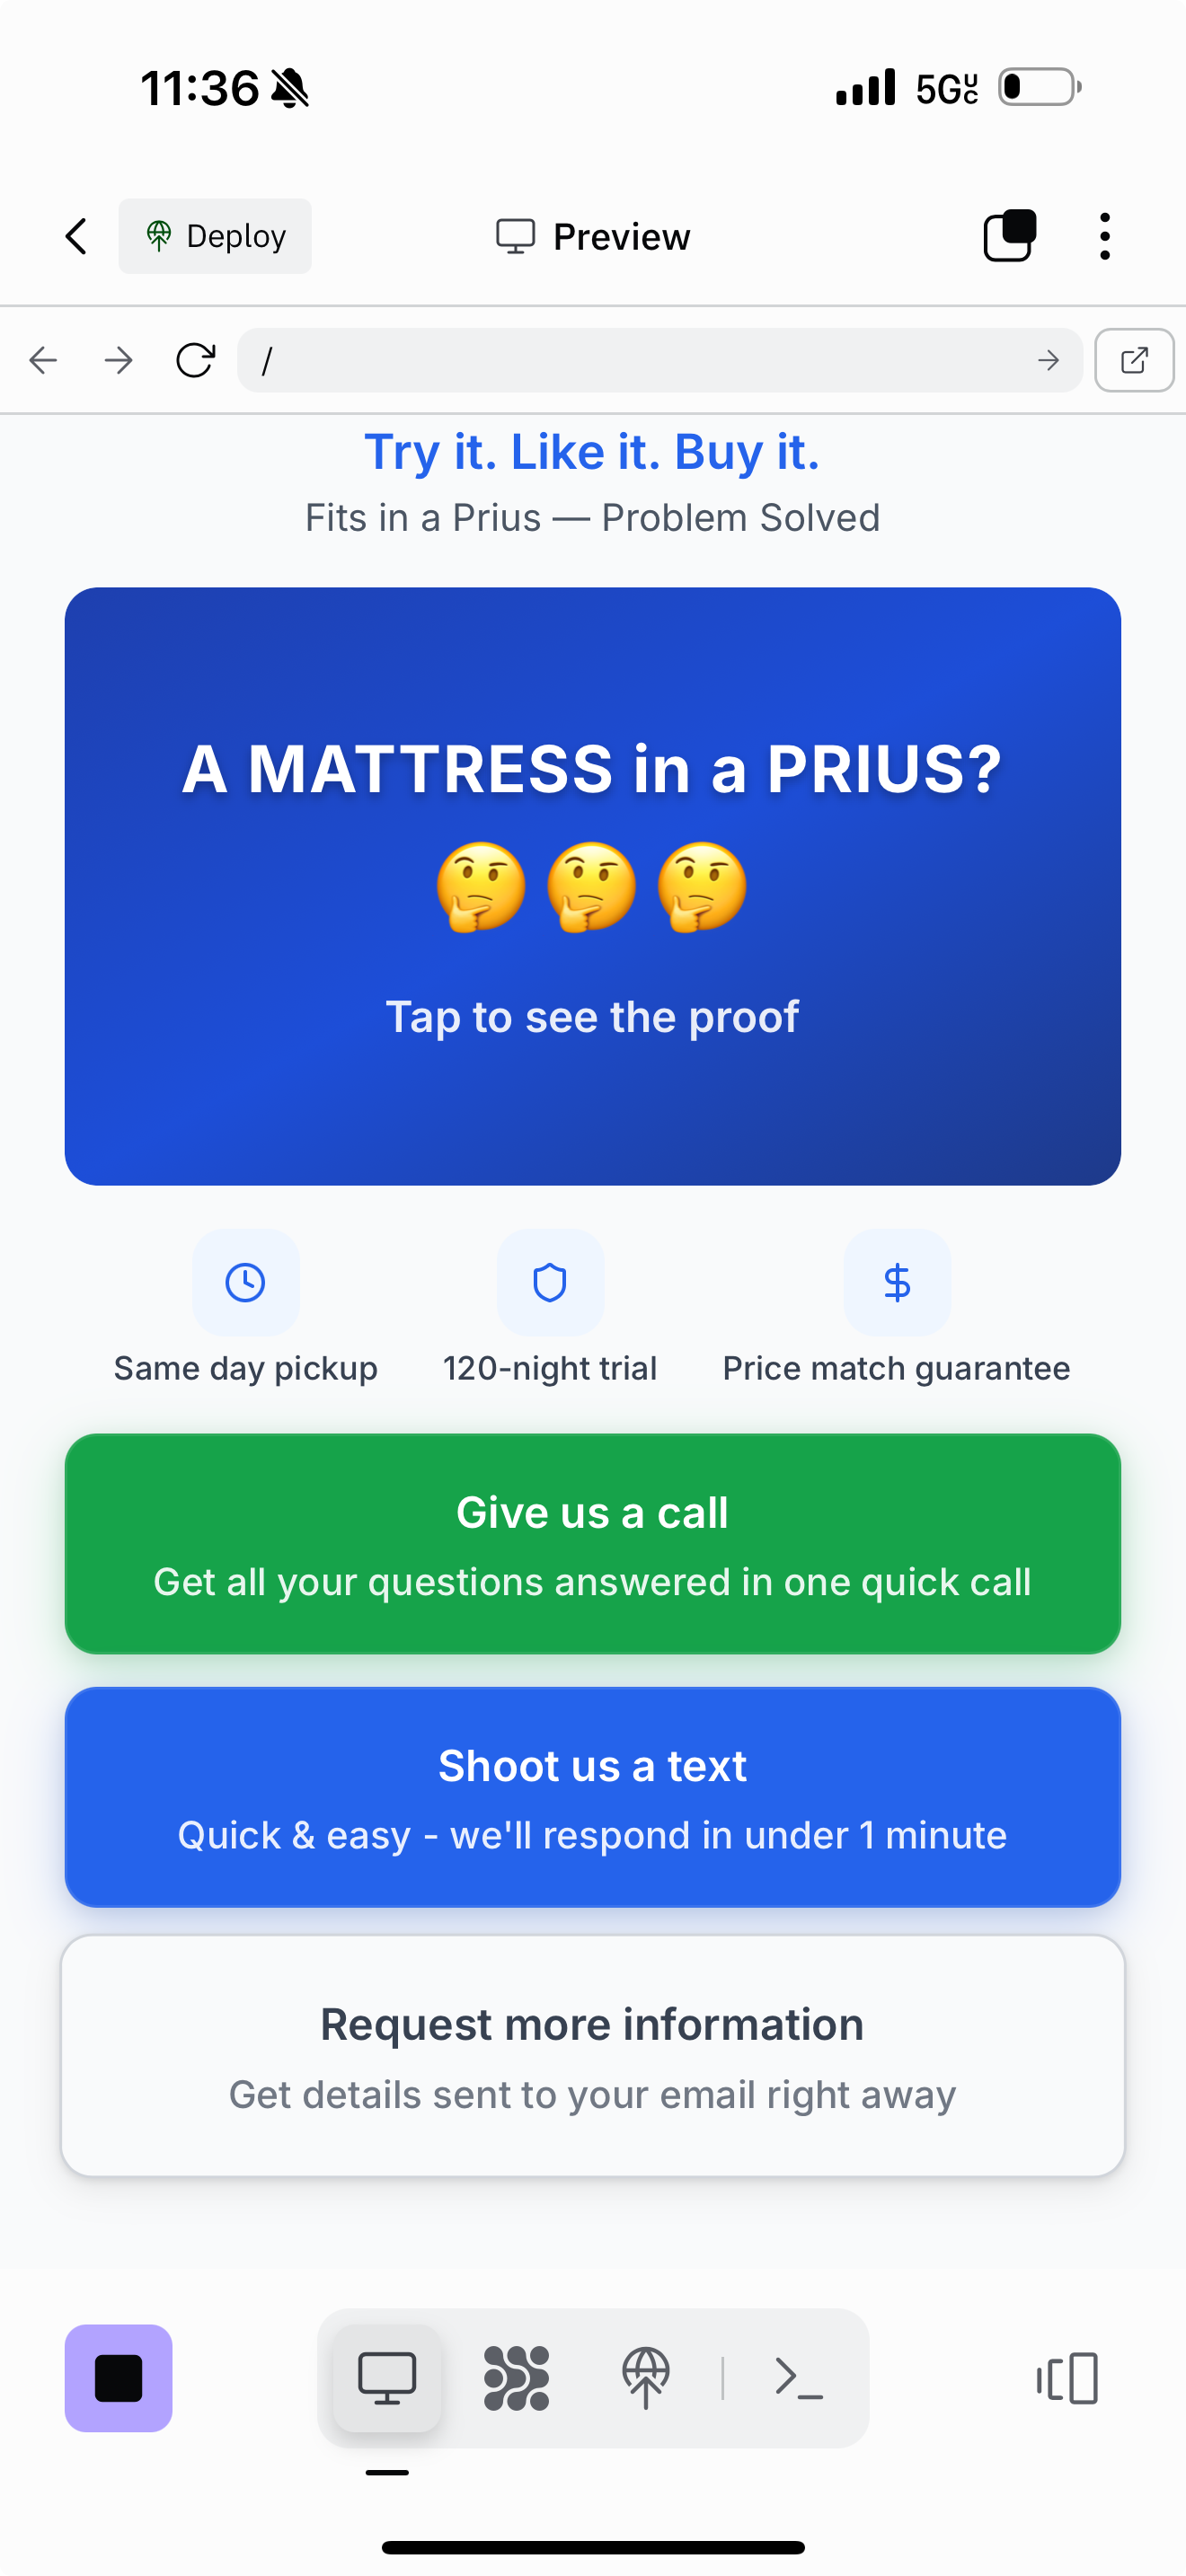 11:36
5G UC
Deploy
Preview
/
Try it. Like it. Buy it.
Fits in a Prius — Problem Solved
A MATTRESS in a PRIUS?
🤔🤔🤔
Tap to see the proof
Same day pickup
120-night trial
Price match guarantee
Give us a call
Get all your questions answered in one quick call
Shoot us a text
Quick & easy - we'll respond in under 1 minute
Request more information
Get details sent to your email right away